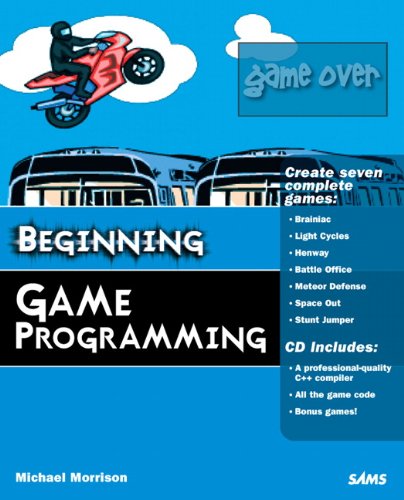 game over
Create seven
complete
games:
• Brainiac
• Light Cycles
• Henway
• Battle Office
• Meteor Defense
• Space Out
• Stunt Jumper
BEGINNING
GAME
PROGRAMMING
CD Includes:
• A professional-quality
C++ compiler
• All the game code
• Bonus games!
Michael Morrison
SAMS